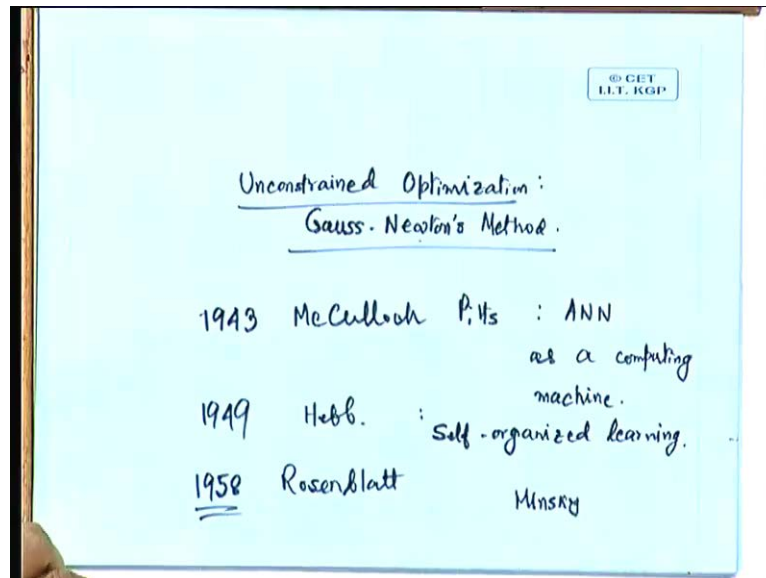 © CET
I.I.T. KGP
Unconstrained Optimization :
Gauss-Newton's Method.
1943 McCulloch Pitts : ANN
as a computing
machine.
1949 Hebb. :
Self-organized learning.
1958 Rosenblatt
Minsky